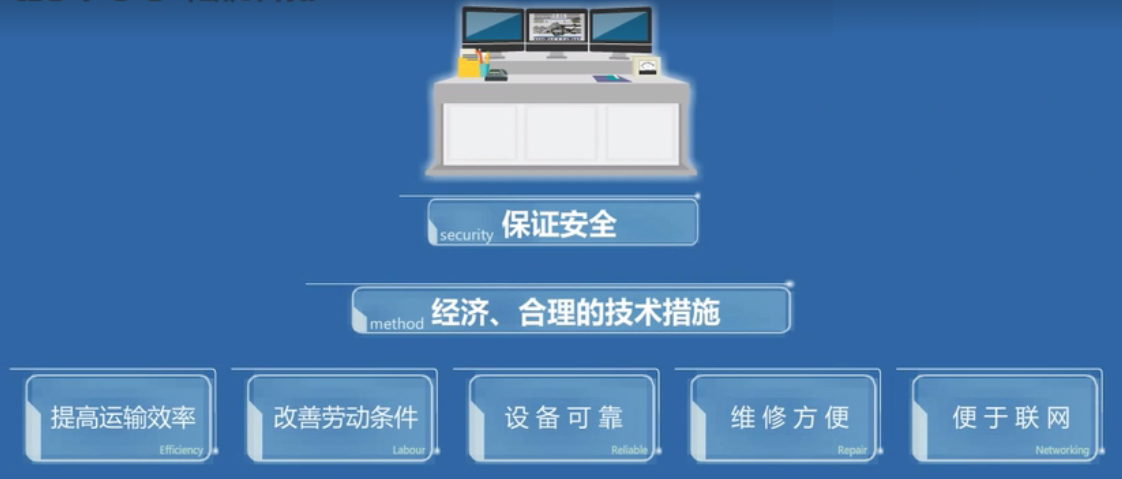 security 保证安全
method 经济、合理的技术措施
提高运输效率
Efficiency
改善劳动条件
Labour
设备可靠
Reliable
维修方便
Repair
便于联网
Networking